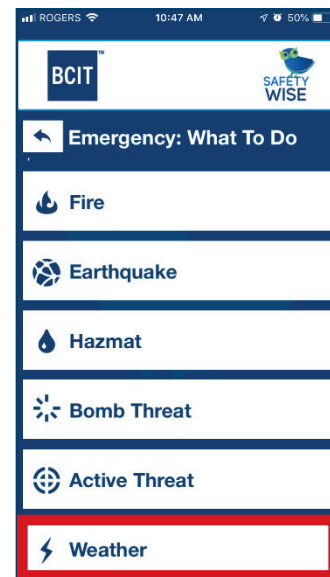 ROGERS 10:47 AM 50%
BCIT™
SAFETY
WISE
Emergency: What To Do
Fire
Earthquake
Hazmat
Bomb Threat
Active Threat
Weather